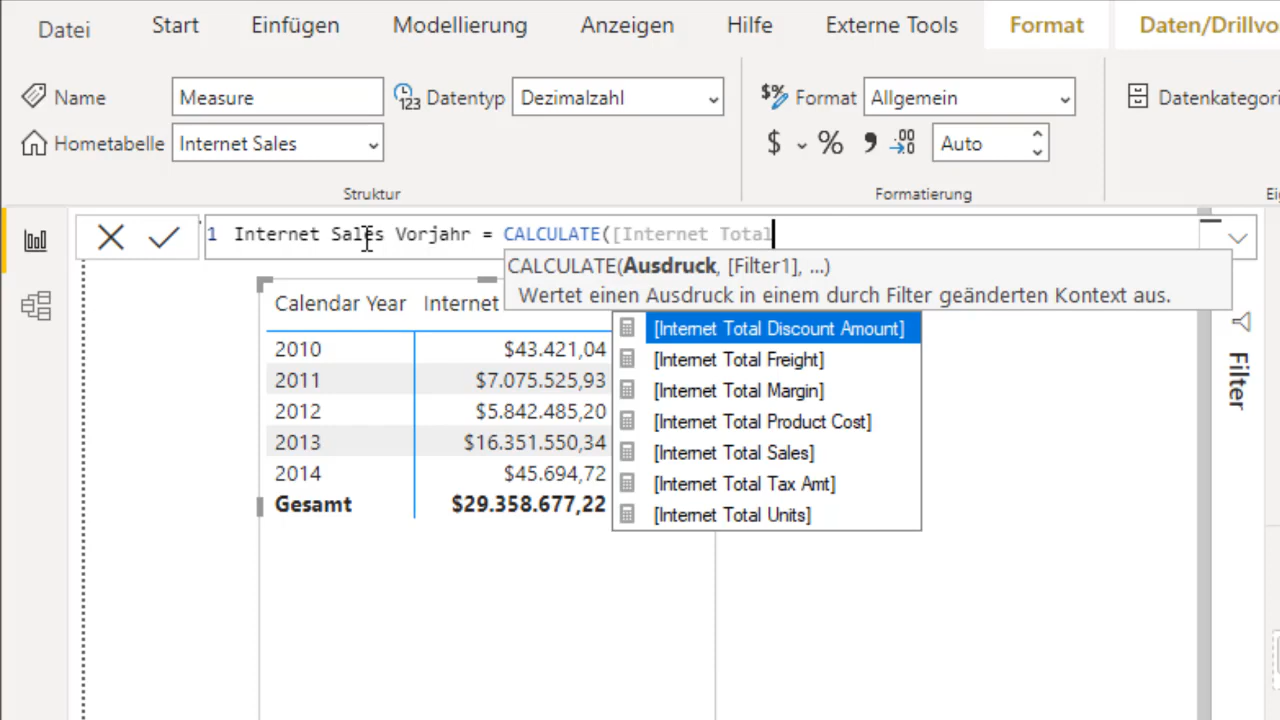 Datei Start Einfügen Modellierung Anzeigen Hilfe Externe Tools Format Daten/Drillvo
Name Measure Datentyp Dezimalzahl $% Format Allgemein Datenkategori
Hometabelle Internet Sales $ % , .00 →0 Auto
Struktur Formatierung Ei
1 Internet Sales Vorjahr = CALCULATE([Internet Total
CALCULATE(Ausdruck, [Filter1], ...)
Wertet einen Ausdruck in einem durch Filter geänderten Kontext aus.
Calendar Year Internet
2010 $43.421,04
2011 $7.075.525,93
2012 $5.842.485,20
2013 $16.351.550,34
2014 $45.694,72
Gesamt $29.358.677,22
[Internet Total Discount Amount]
[Internet Total Freight]
[Internet Total Margin]
[Internet Total Product Cost]
[Internet Total Sales]
[Internet Total Tax Amt]
[Internet Total Units]
Filter